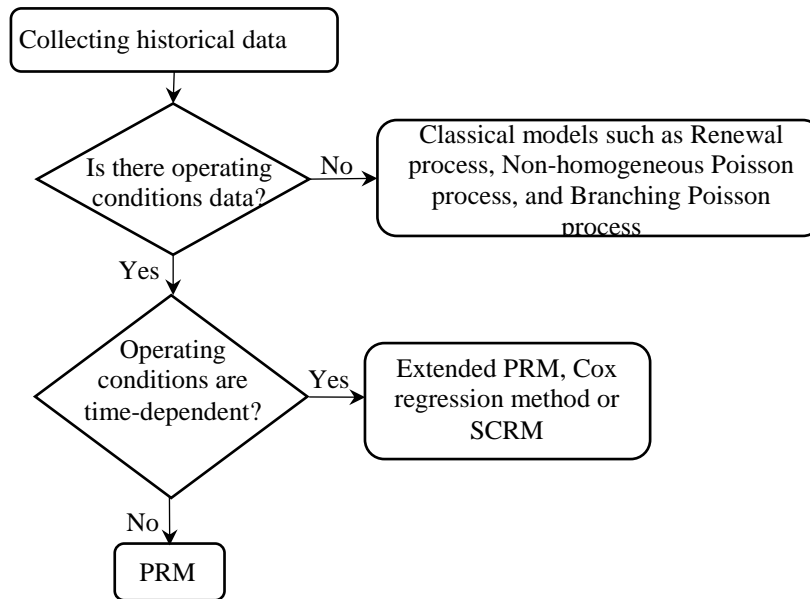 Collecting historical data
Is there operating
conditions data?
No
Classical models such as Renewal
process, Non-homogeneous Poisson
process, and Branching Poisson
process
Yes
Operating
conditions are
time-dependent?
Yes
Extended PRM, Cox
regression method or
SCRM
No
PRM